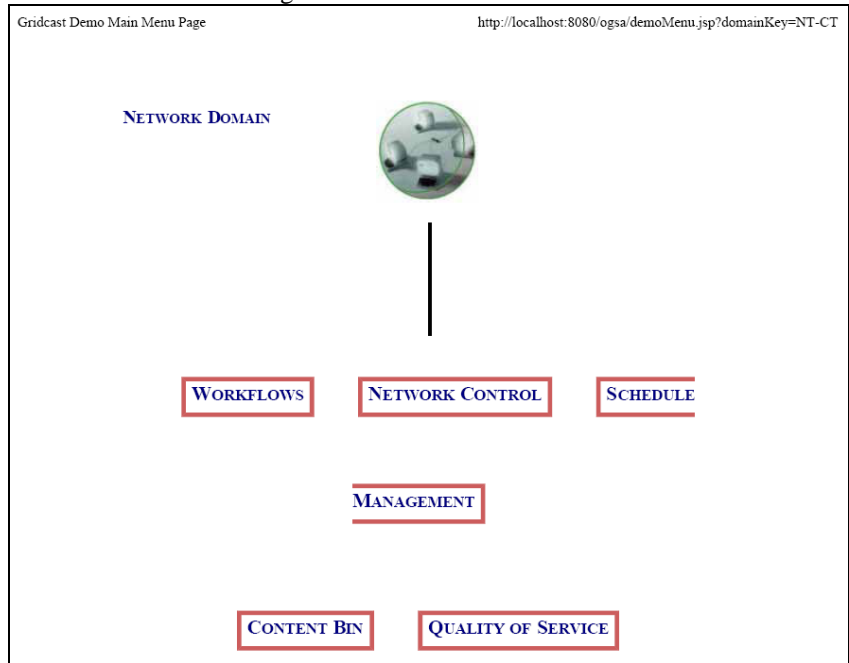 Gridcast Demo Main Menu Page http://localhost:8080/ogsa/demoMenu.jsp?domainKey=NT-CT
NETWORK DOMAIN
WORKFLOWS NETWORK CONTROL SCHEDULE
MANAGEMENT
CONTENT BIN QUALITY OF SERVICE